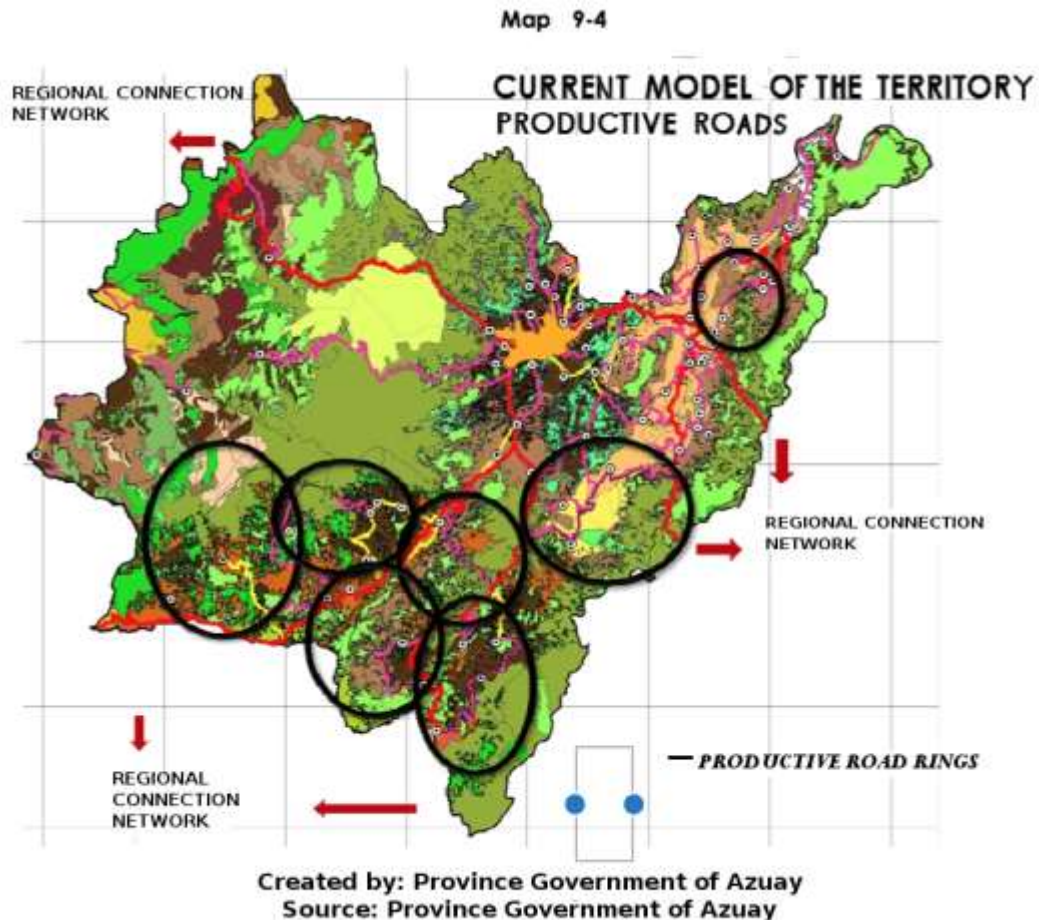 Map 9-4
CURRENT MODEL OF THE TERRITORY
PRODUCTIVE ROADS
REGIONAL CONNECTION
NETWORK
REGIONAL CONNECTION
NETWORK
PRODUCTIVE ROAD RINGS
REGIONAL
CONNECTION
NETWORK
Created by: Province Government of Azuay
Source: Province Government of Azuay